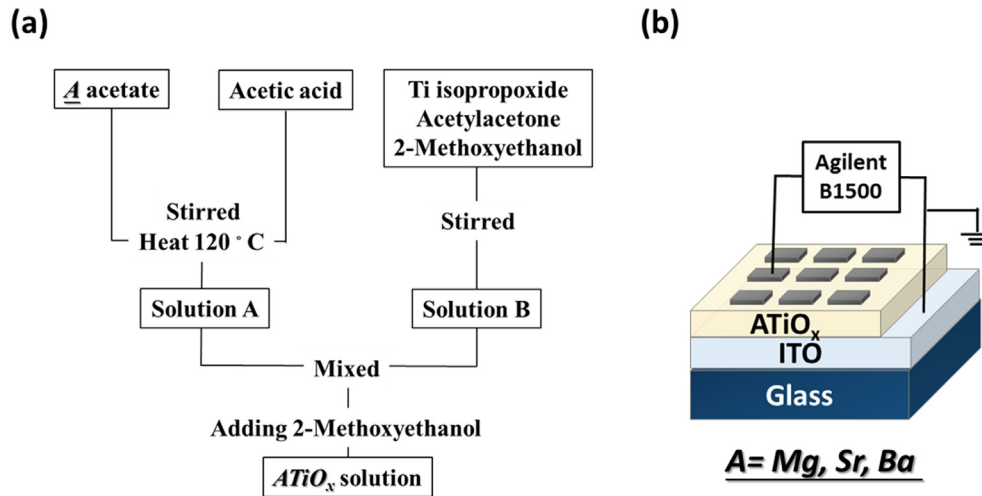 (a)
A acetate
Acetic acid
Ti isopropoxide
Acetylacetone
2-Methoxyethanol
Stirred
Heat 120 °C
Stirred
Solution A
Solution B
Mixed
Adding 2-Methoxyethanol
ATiOₓ solution
(b)
Agilent
B1500
ATiOₓ
ITO
Glass
A= Mg, Sr, Ba